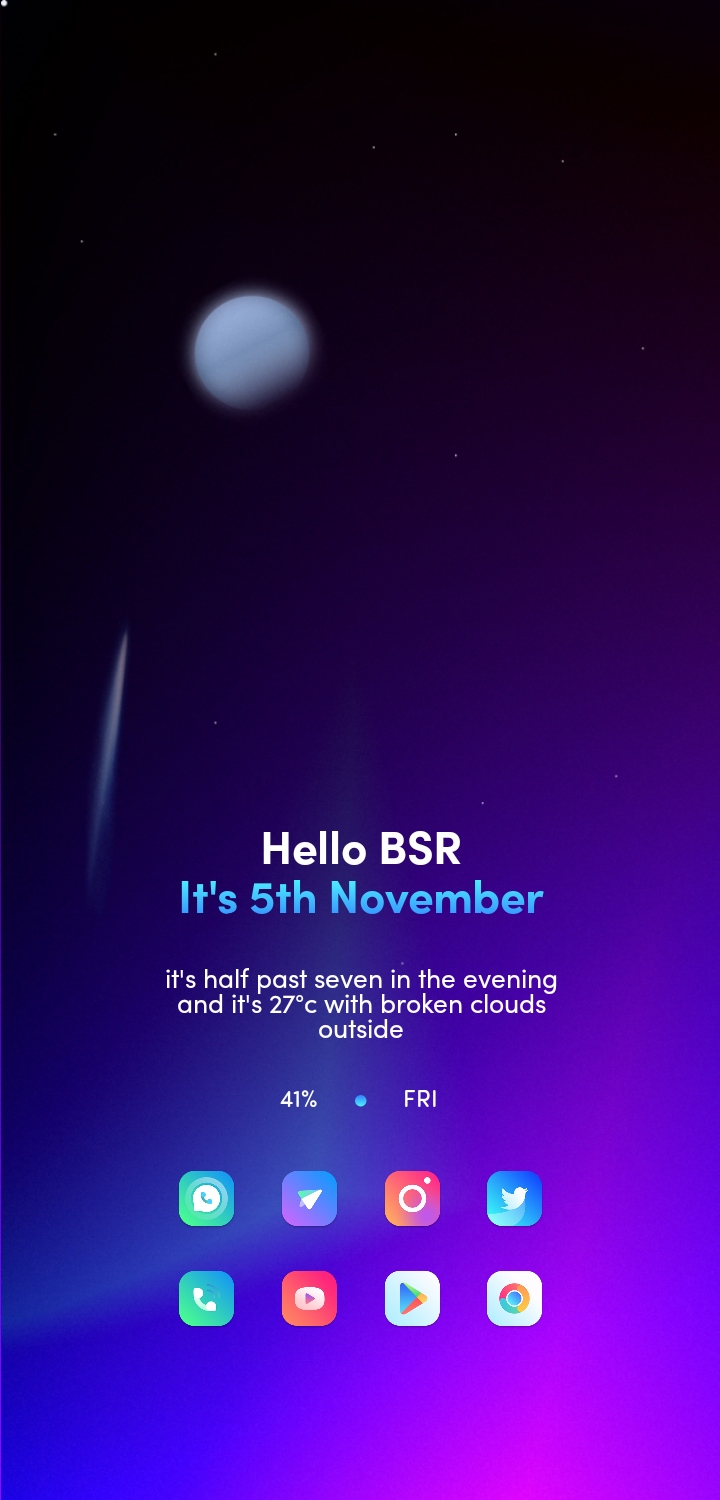 Hello BSR
It's 5th November
it's half past seven in the evening
and it's 27°c with broken clouds
outside
41% FRI